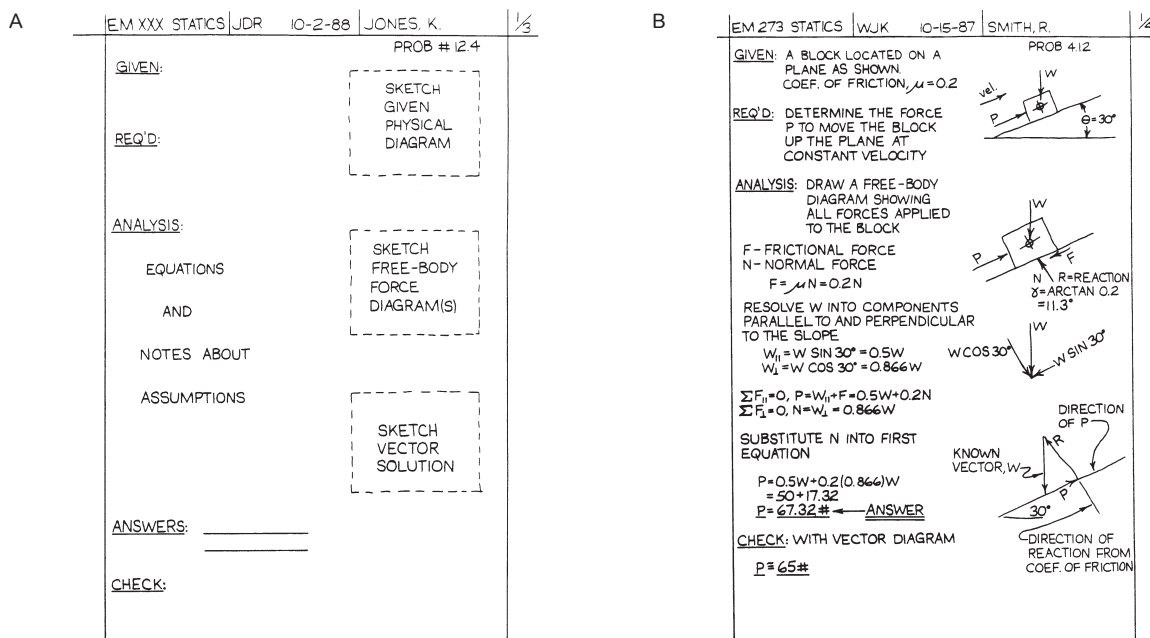 A
EM XXX STATICS JDR 10-2-88 JONES, K. 1/3
PROB # 12.4
GIVEN:
SKETCH
GIVEN
PHYSICAL
DIAGRAM
REQ'D:
ANALYSIS:
EQUATIONS
AND
NOTES ABOUT
ASSUMPTIONS
SKETCH
FREE-BODY
FORCE
DIAGRAM(S)
SKETCH
VECTOR
SOLUTION
ANSWERS:
CHECK:
B
EM 273 STATICS WJK 10-15-87 SMITH, R. 1/4
PROB 4.12
GIVEN: A BLOCK LOCATED ON A
PLANE AS SHOWN.
COEF. OF FRICTION, μ=0.2
W
vel.
P
θ=30°
REQ'D: DETERMINE THE FORCE
P TO MOVE THE BLOCK
UP THE PLANE AT
CONSTANT VELOCITY
ANALYSIS: DRAW A FREE-BODY
DIAGRAM SHOWING
ALL FORCES APPLIED
TO THE BLOCK
F-FRICTIONAL FORCE
N-NORMAL FORCE
F=μN=0.2N
W
P
F
N R=REACTION
γ=ARCTAN 0.2
=11.3°
RESOLVE W INTO COMPONENTS
PARALLEL TO AND PERPENDICULAR
TO THE SLOPE
W∥=W SIN 30°=0.5W
W⊥=W COS 30°=0.866W
W
W COS 30°
W SIN 30°
ΣF∥=0, P=W∥+F=0.5W+0.2N
ΣF⊥=0, N=W⊥=0.866W
SUBSTITUTE N INTO FIRST
EQUATION
P=0.5W+0.2(0.866)W
=50+17.32
P=67.32# ANSWER
DIRECTION
OF P
R
KNOWN
VECTOR, W
P
30°
DIRECTION OF
REACTION FROM
COEF. OF FRICTION
CHECK: WITH VECTOR DIAGRAM
P≅65#